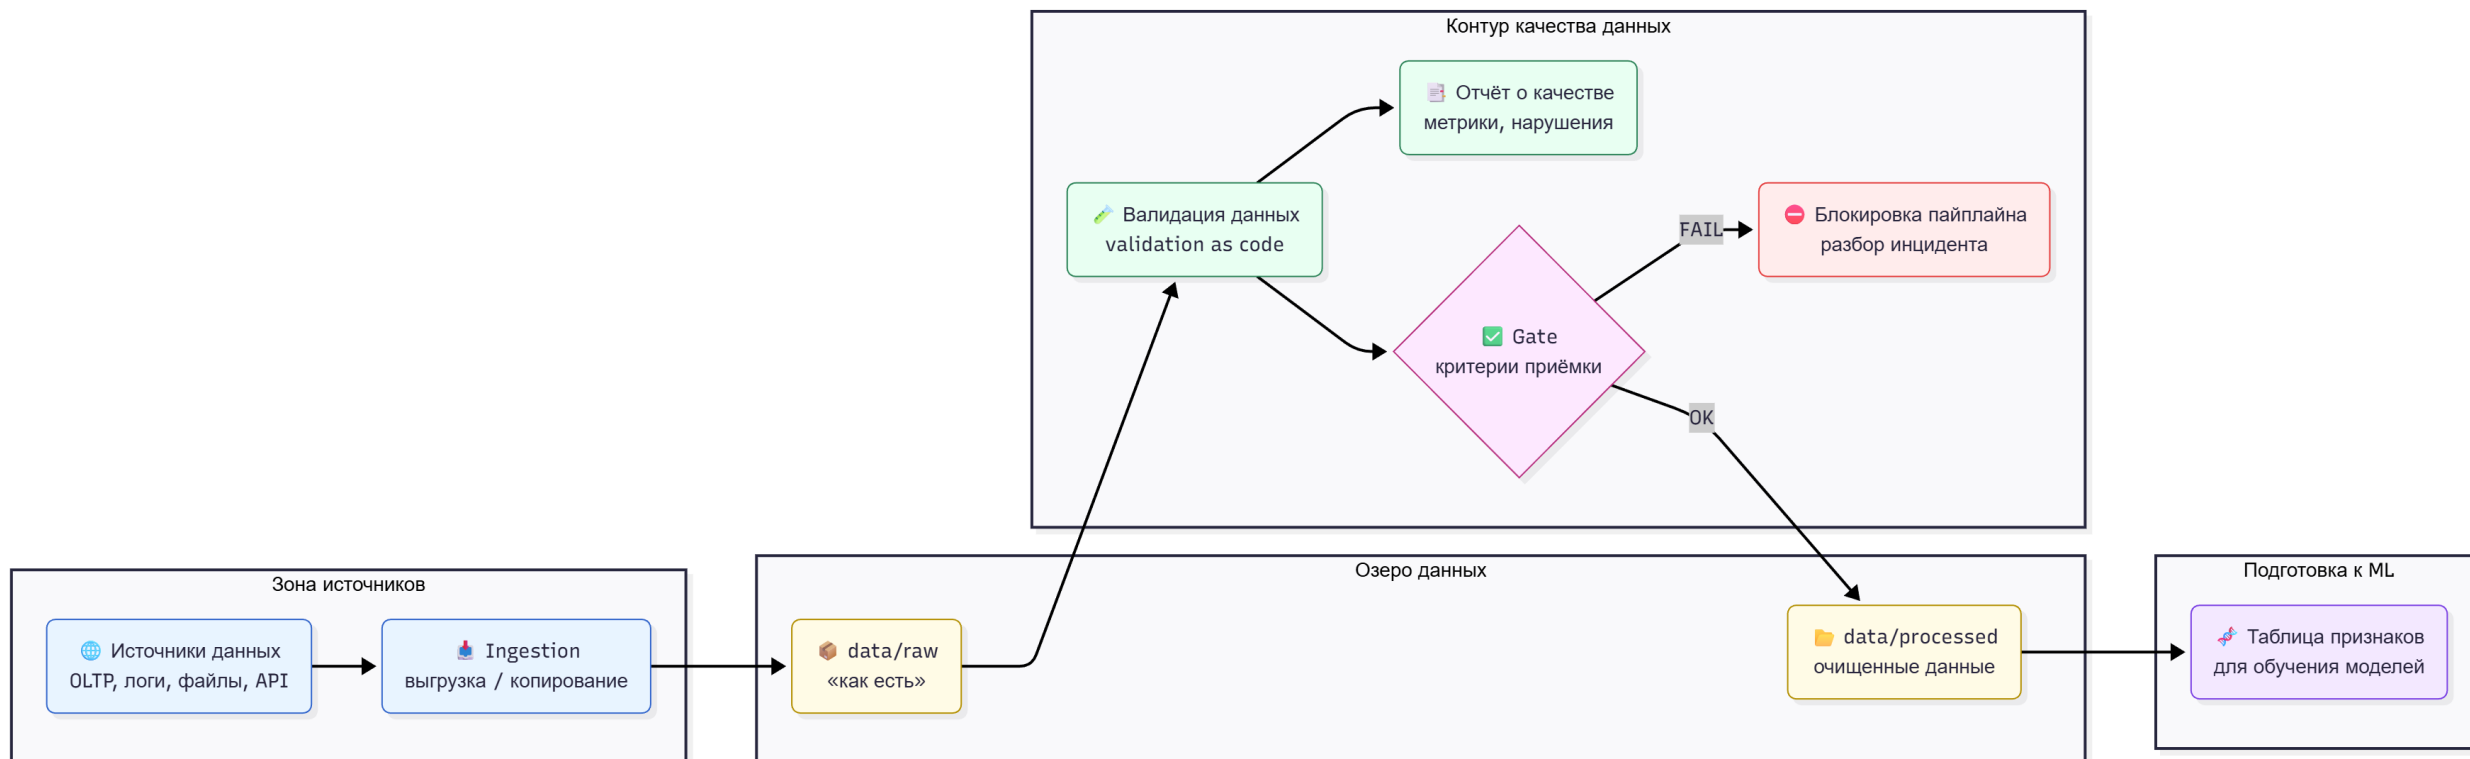 Контур качества данных
Отчёт о качестве
метрики, нарушения
Валидация данных
validation as code
FAIL
Блокировка пайплайна
разбор инцидента
Gate
критерии приёмки
OK
Зона источников
Источники данных
OLTP, логи, файлы, API
Ingestion
выгрузка / копирование
Озеро данных
data/raw
«как есть»
data/processed
очищенные данные
Подготовка к ML
Таблица признаков
для обучения моделей